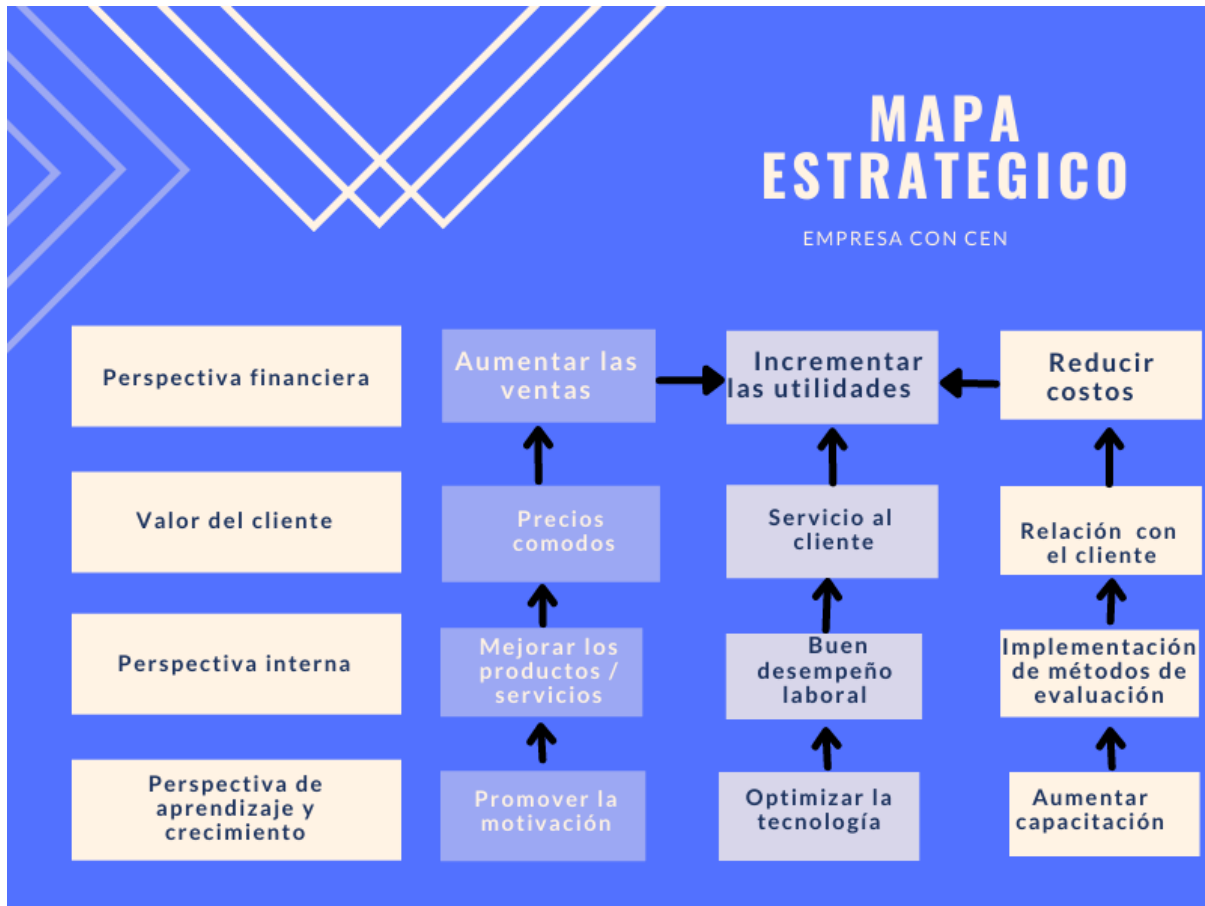 MAPA
ESTRATEGICO
EMPRESA CON CEN
Perspectiva financiera
Aumentar las
ventas
Incrementar
las utilidades
Reducir
costos
Valor del cliente
Precios
comodos
Servicio al
cliente
Relación con
el cliente
Perspectiva interna
Mejorar los
productos /
servicios
Buen
desempeño
laboral
Implementación
de métodos de
evaluación
Perspectiva de
aprendizaje y
crecimiento
Promover la
motivación
Optimizar la
tecnología
Aumentar
capacitación